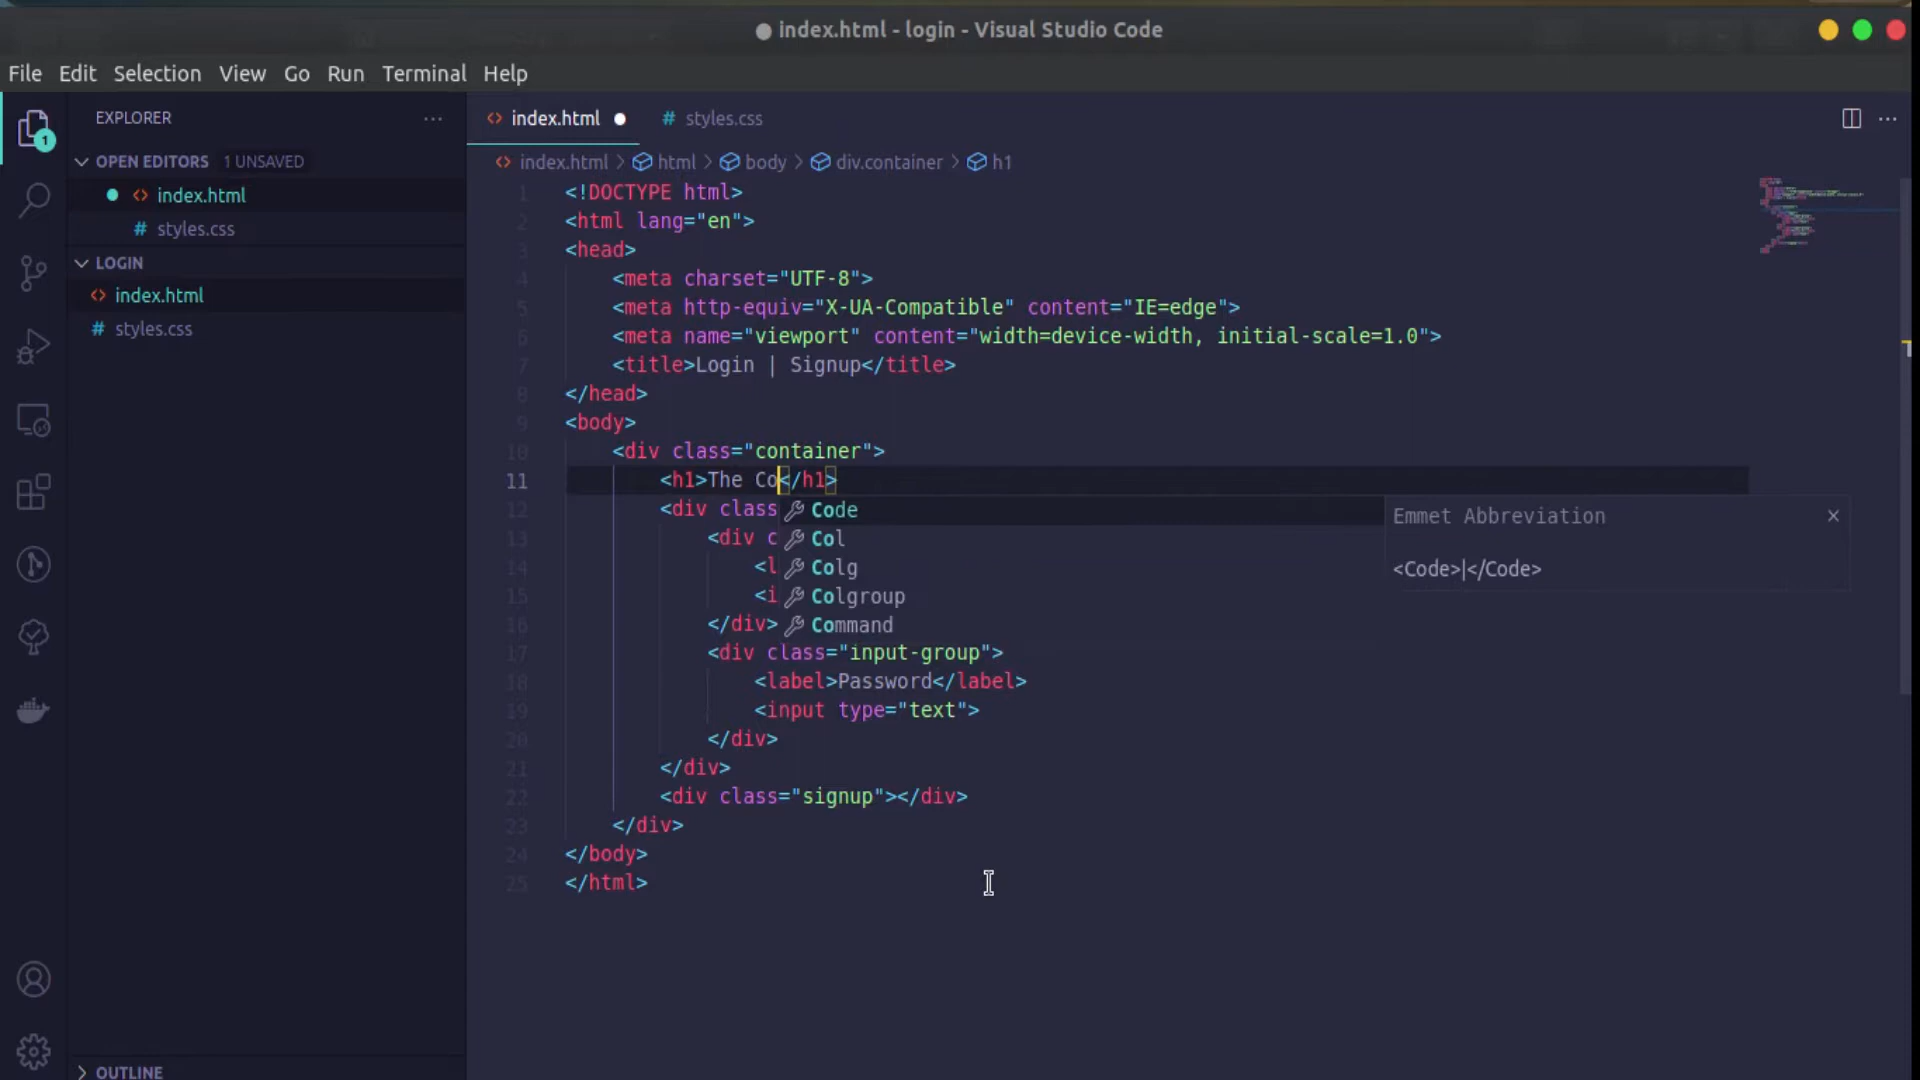 index.html - login - Visual Studio Code
File Edit Selection View Go Run Terminal Help
EXPLORER
1
OPEN EDITORS 1 UNSAVED
index.html
styles.css
LOGIN
index.html
styles.css
OUTLINE
index.html styles.css
index.html > html > body > div.container > h1
1 <!DOCTYPE html>
2 <html lang="en">
3 <head>
4 <meta charset="UTF-8">
5 <meta http-equiv="X-UA-Compatible" content="IE=edge">
6 <meta name="viewport" content="width=device-width, initial-scale=1.0">
7 <title>Login | Signup</title>
8 </head>
9 <body>
10 <div class="container">
11 <h1>The Co</h1>
12 <div class
13 <div c
14 <l
15 <i
16 </div>
17 <div class="input-group">
18 <label>Password</label>
19 <input type="text">
20 </div>
21 </div>
22 <div class="signup"></div>
23 </div>
24 </body>
25 </html>
Code
Col
Colg
Colgroup
Command
Emmet Abbreviation
<Code>|</Code>